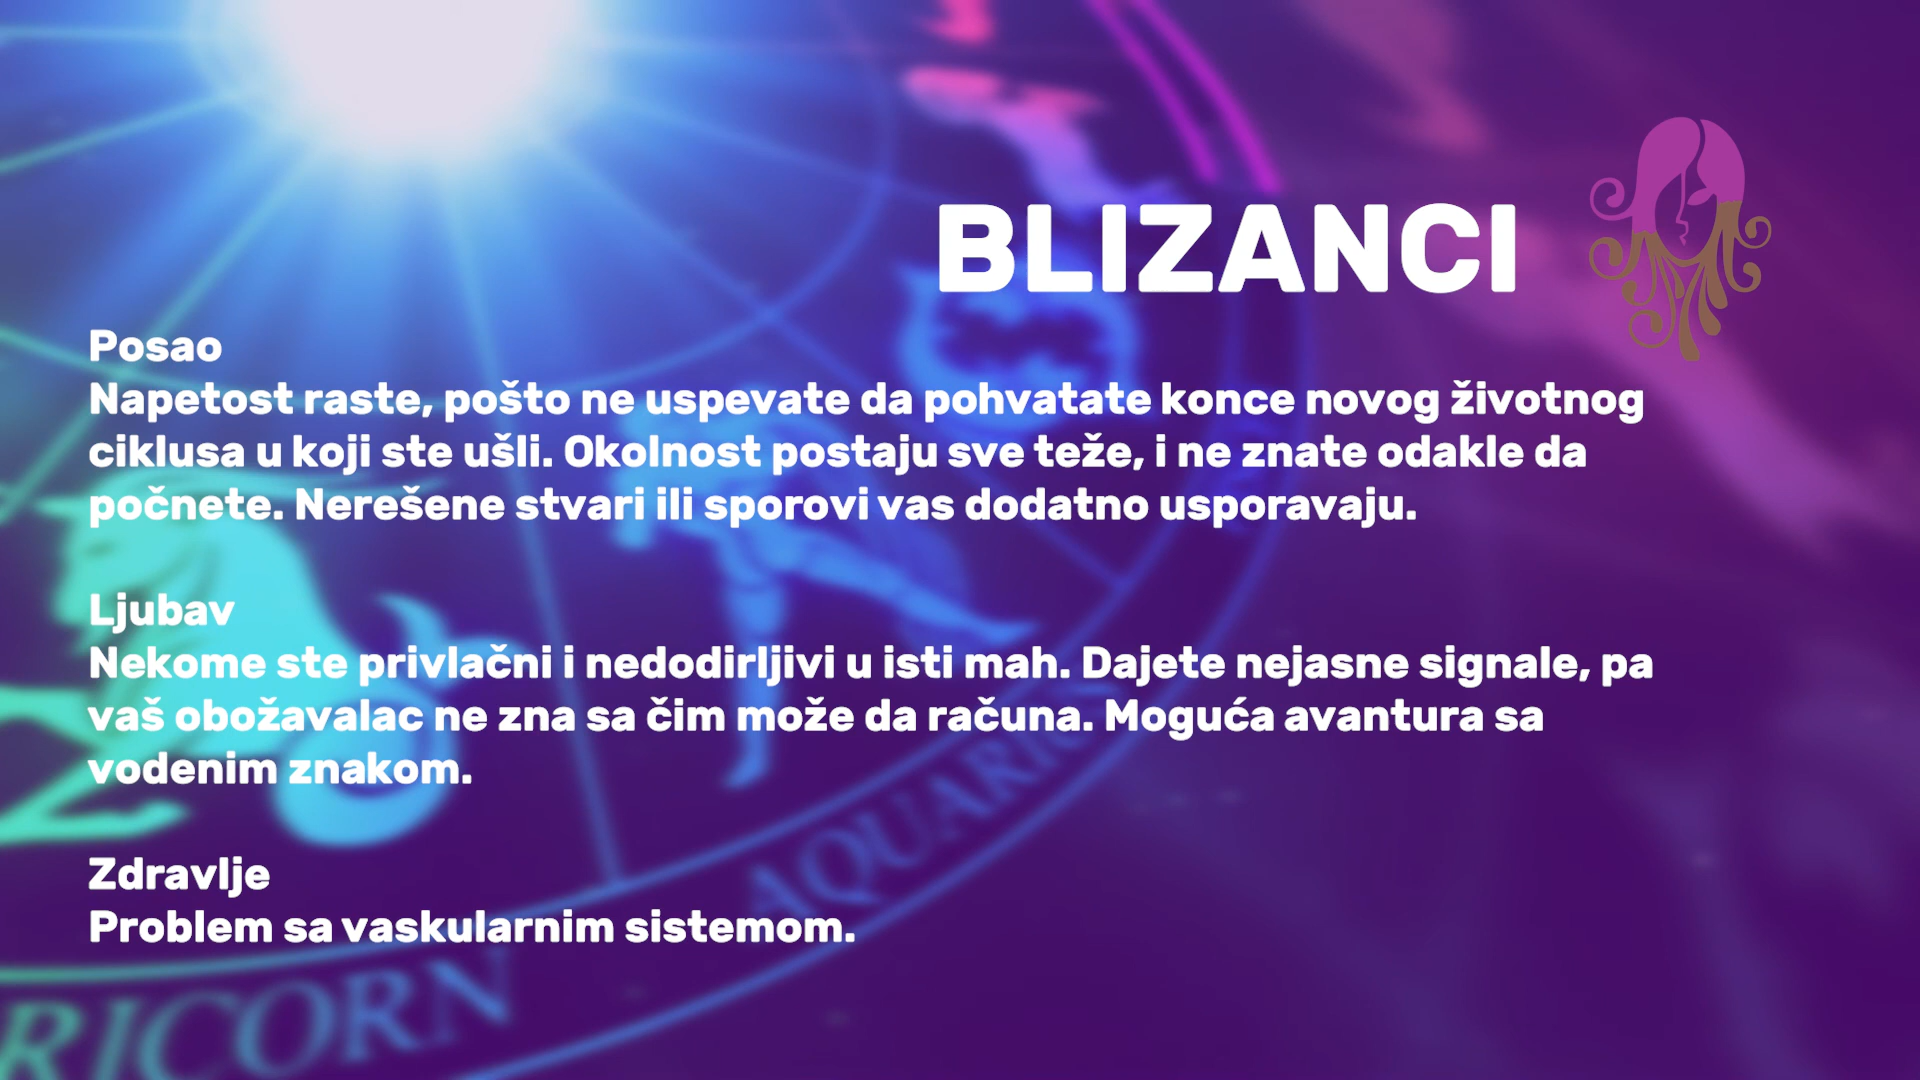 BLIZANCI
Posao
Napetost raste, pošto ne uspevate da pohvatate konce novog životnog
ciklusa u koji ste ušli. Okolnost postaju sve teže, i ne znate odakle da
počnete. Nerešene stvari ili sporovi vas dodatno usporavaju.
Ljubav
Nekome ste privlačni i nedodirljivi u isti mah. Dajete nejasne signale, pa
vaš obožavalac ne zna sa čim može da računa. Moguća avantura sa
vodenim znakom.
Zdravlje
Problem sa vaskularnim sistemom.
AQUARIUS
RICORN